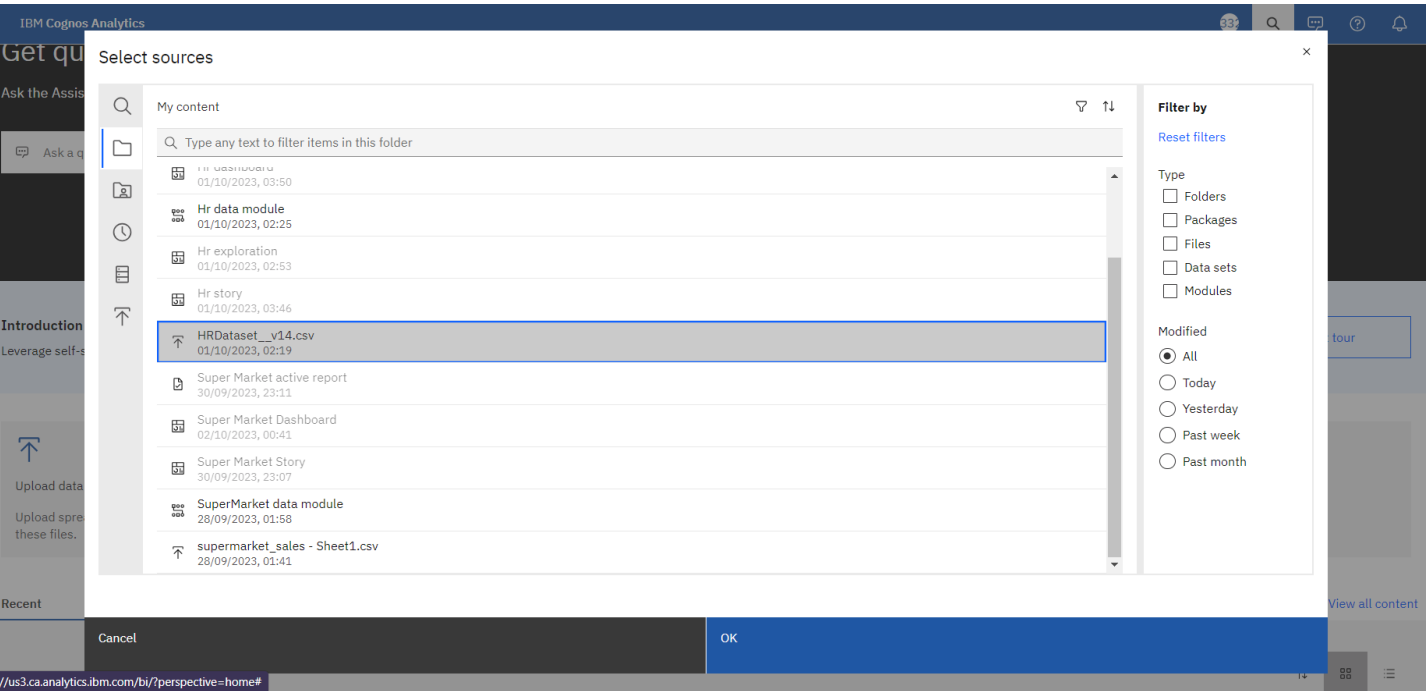 IBM Cognos Analytics
Get qu
Ask the Assis
Ask a q
Introduction
Leverage self-s
tour
Upload data
Upload spre
these files.
Recent
View all content
Select sources
My content
Type any text to filter items in this folder
Hr dashboard
01/10/2023, 03:50
Hr data module
01/10/2023, 02:25
Hr exploration
01/10/2023, 02:53
Hr story
01/10/2023, 03:46
HRDataset__v14.csv
01/10/2023, 02:19
Super Market active report
30/09/2023, 23:11
Super Market Dashboard
02/10/2023, 00:41
Super Market Story
30/09/2023, 23:07
SuperMarket data module
28/09/2023, 01:58
supermarket_sales - Sheet1.csv
28/09/2023, 01:41
Filter by
Reset filters
Type
Folders
Packages
Files
Data sets
Modules
Modified
All
Today
Yesterday
Past week
Past month
Cancel
OK
//us3.ca.analytics.ibm.com/bi/?perspective=home#